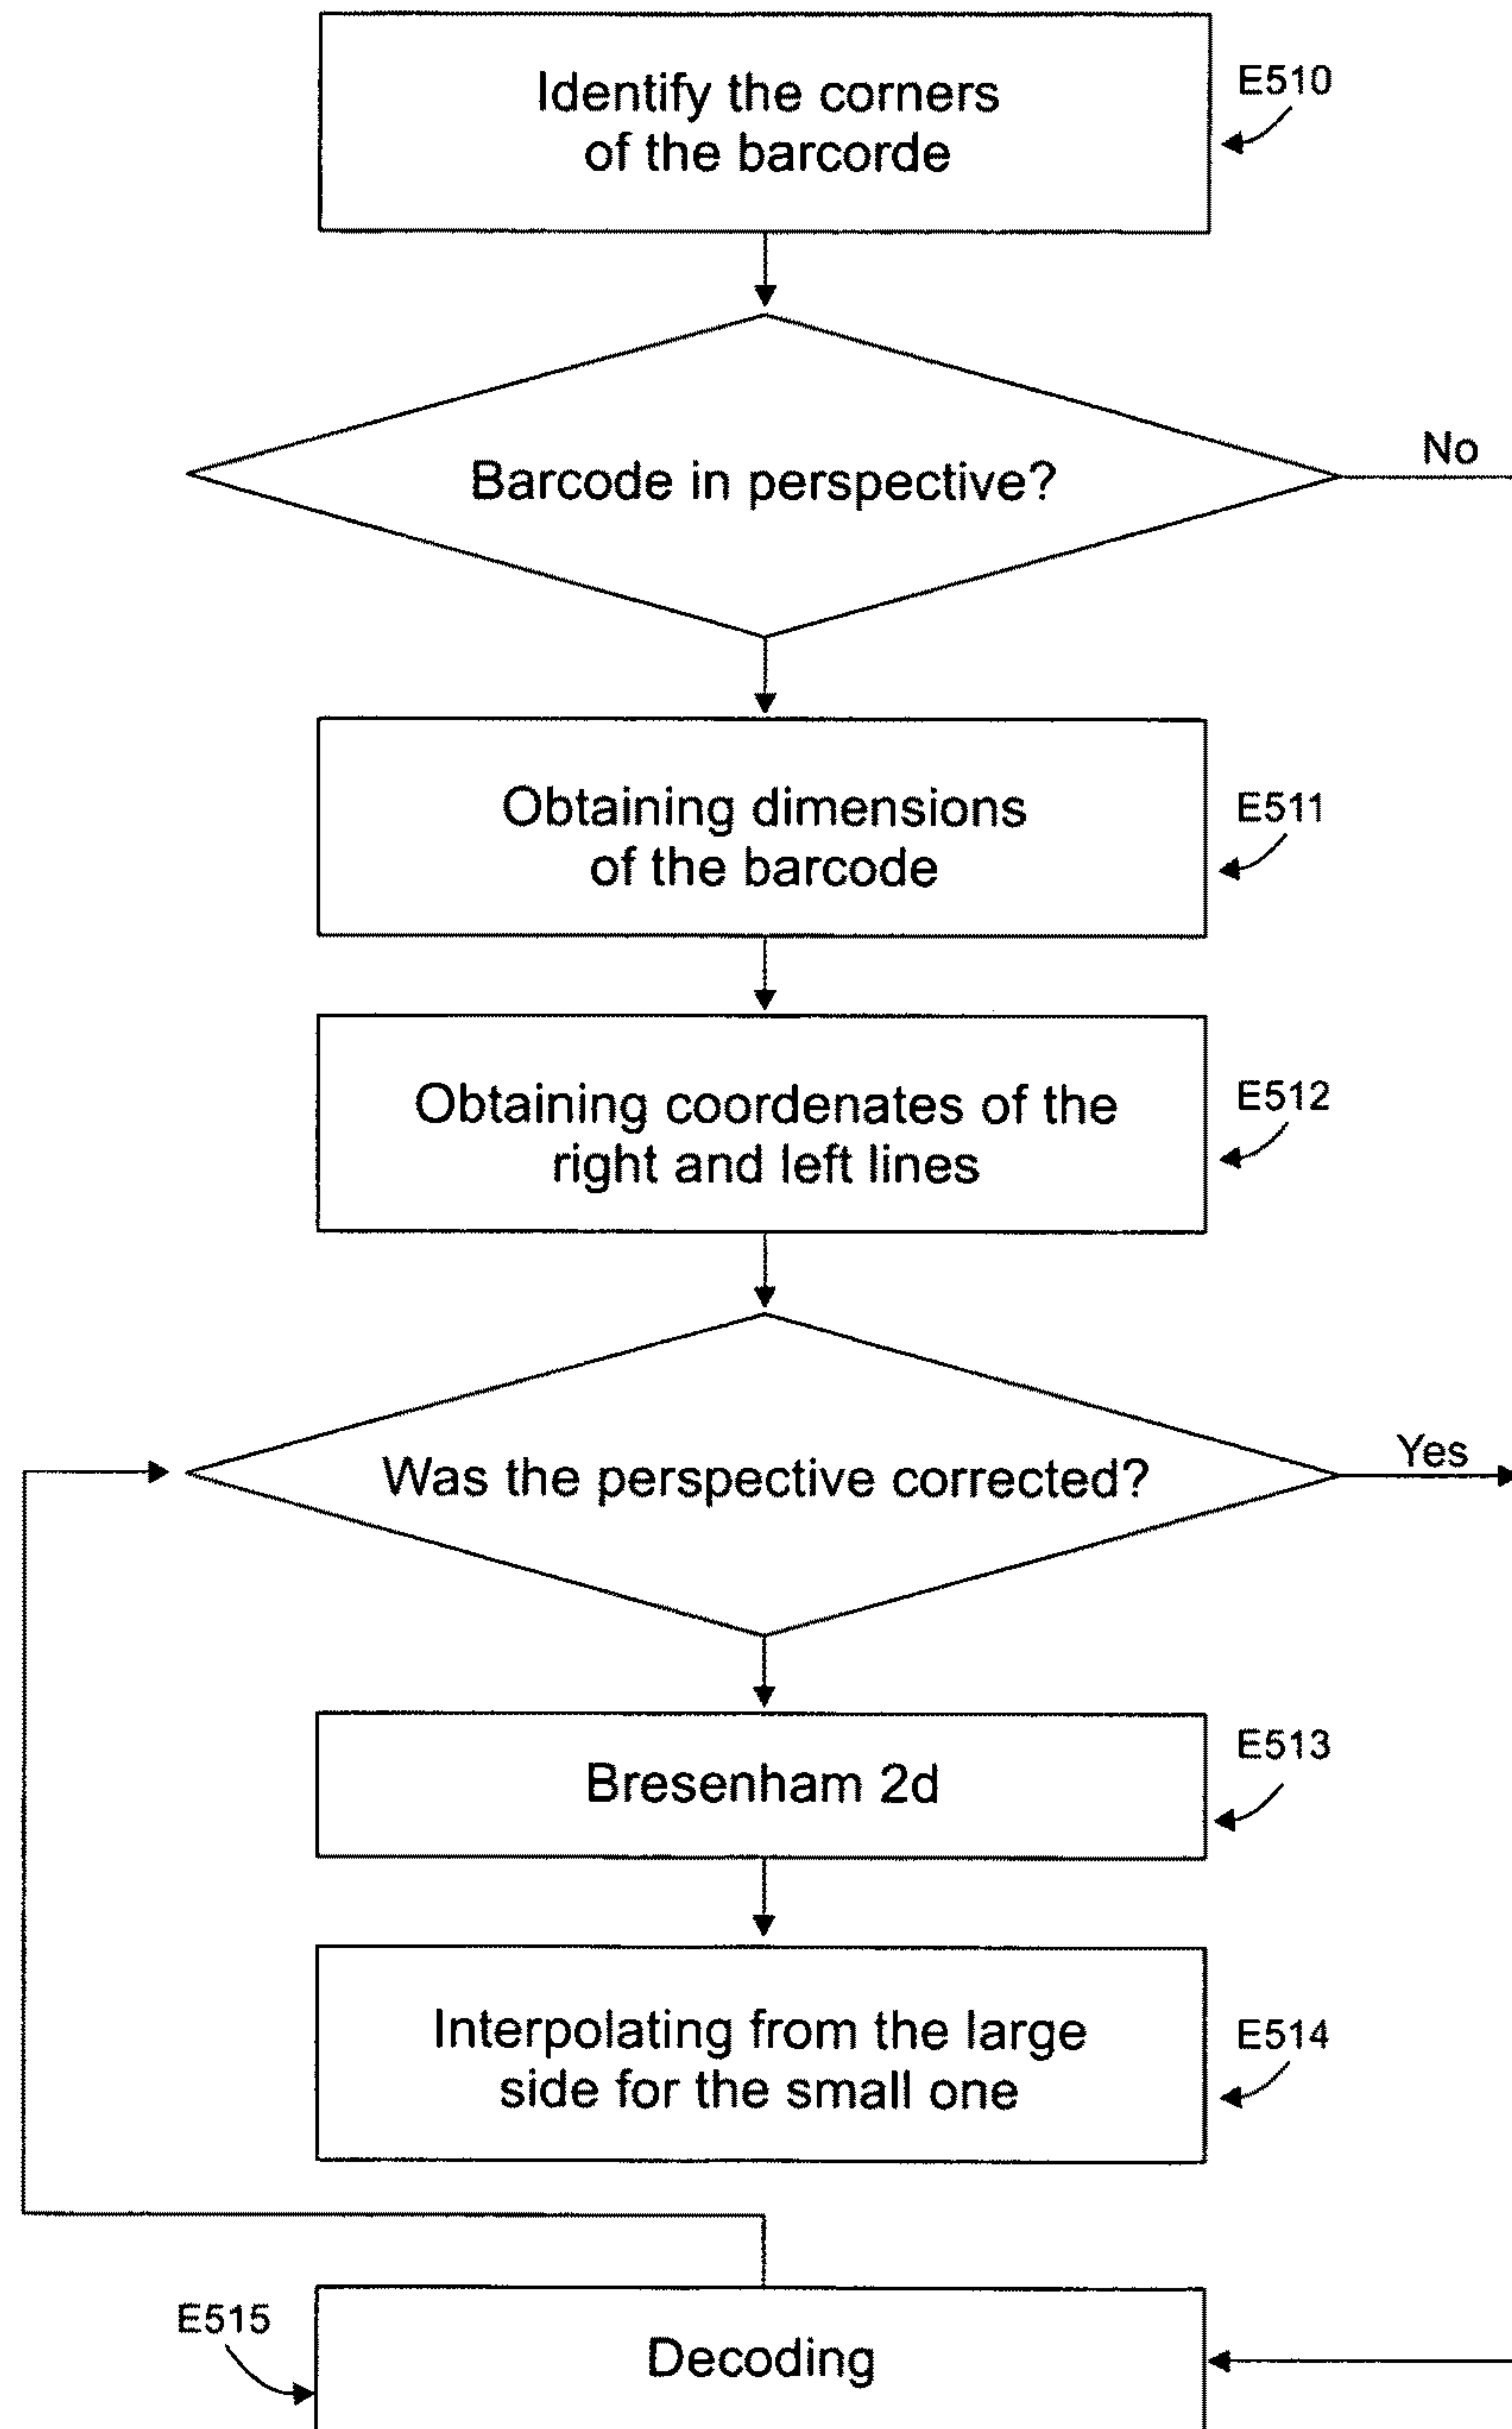 Identify the corners
of the barcorde
E510
Barcode in perspective?
No
Obtaining dimensions
of the barcode
E511
Obtaining coordenates of the
right and left lines
E512
Was the perspective corrected?
Yes
Bresenham 2d
E513
Interpolating from the large
side for the small one
E514
E515
Decoding